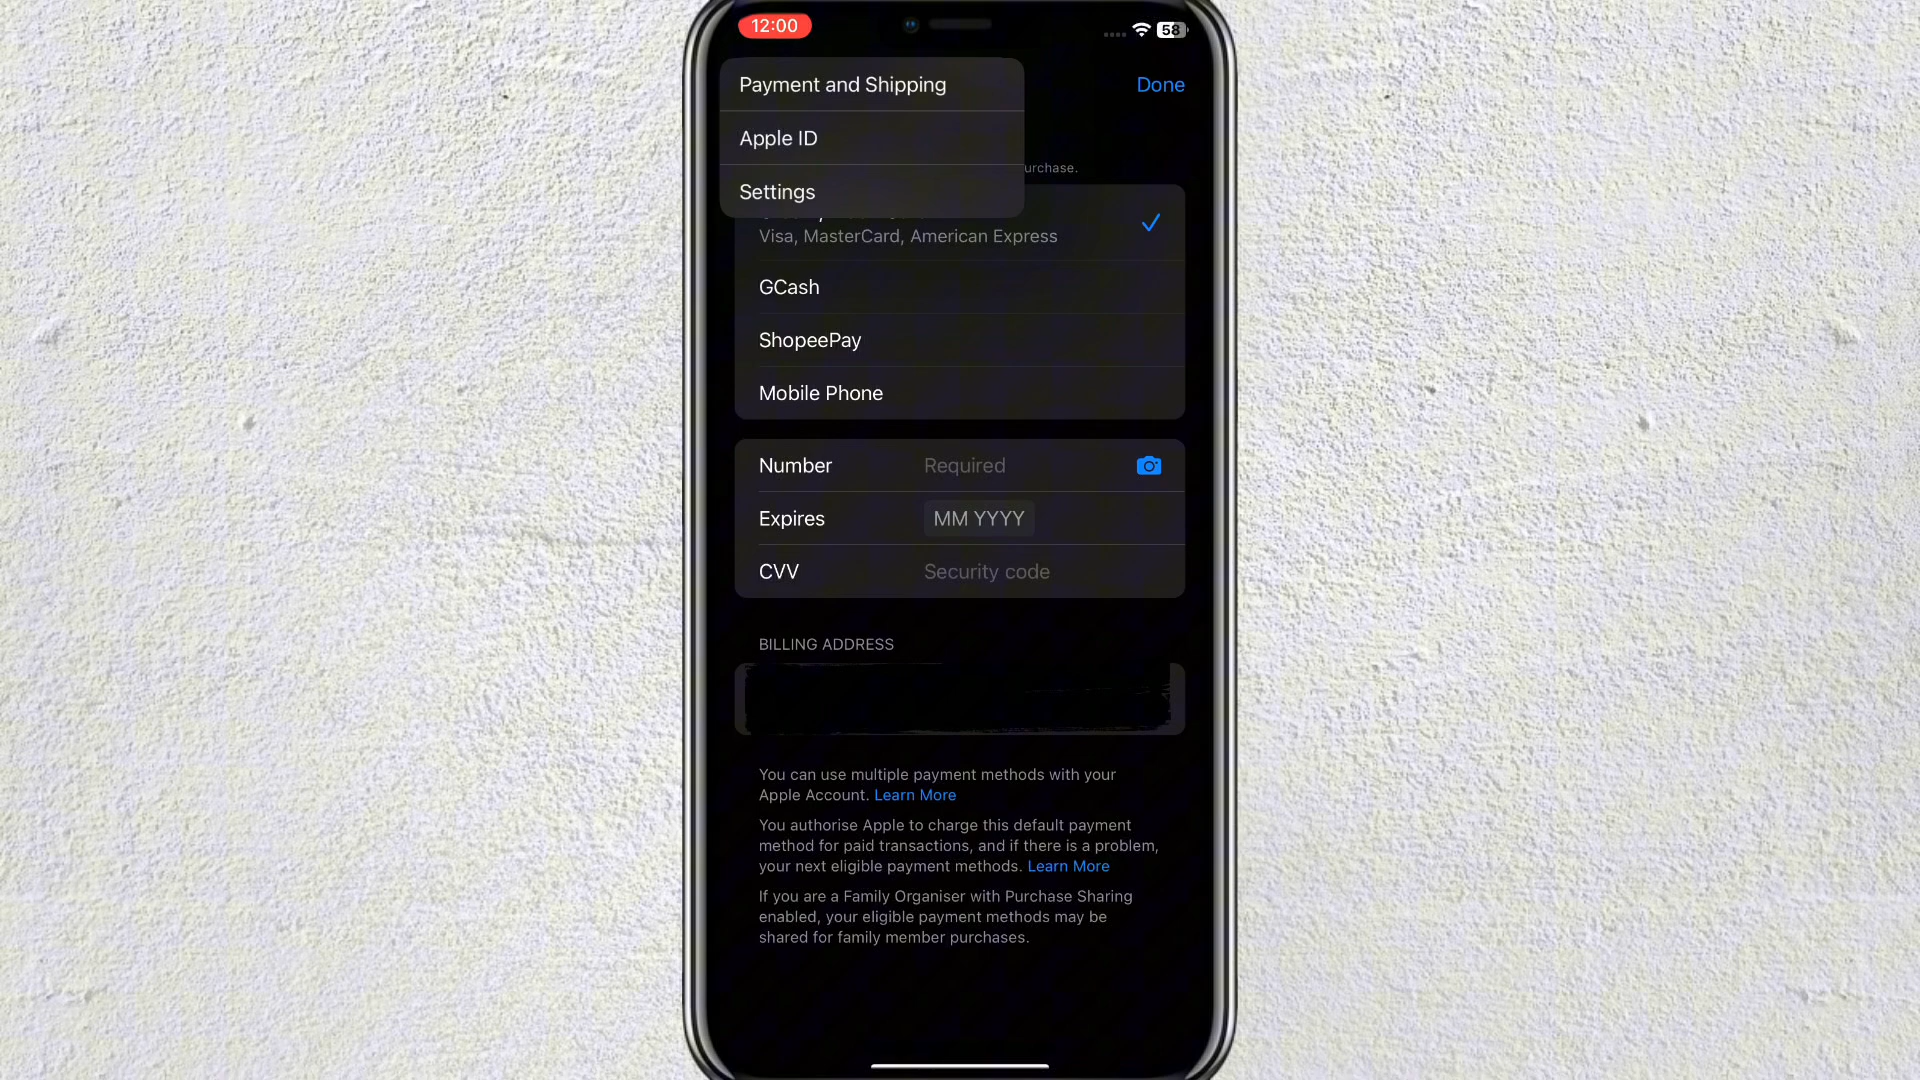 12:00
58
Payment and Shipping
Done
Apple ID
urchase.
Settings
Visa, MasterCard, American Express
GCash
ShopeePay
Mobile Phone
Number Required
Expires MM YYYY
CVV Security code
BILLING ADDRESS
You can use multiple payment methods with your
Apple Account. Learn More
You authorise Apple to charge this default payment
method for paid transactions, and if there is a problem,
your next eligible payment methods. Learn More
If you are a Family Organiser with Purchase Sharing
enabled, your eligible payment methods may be
shared for family member purchases.